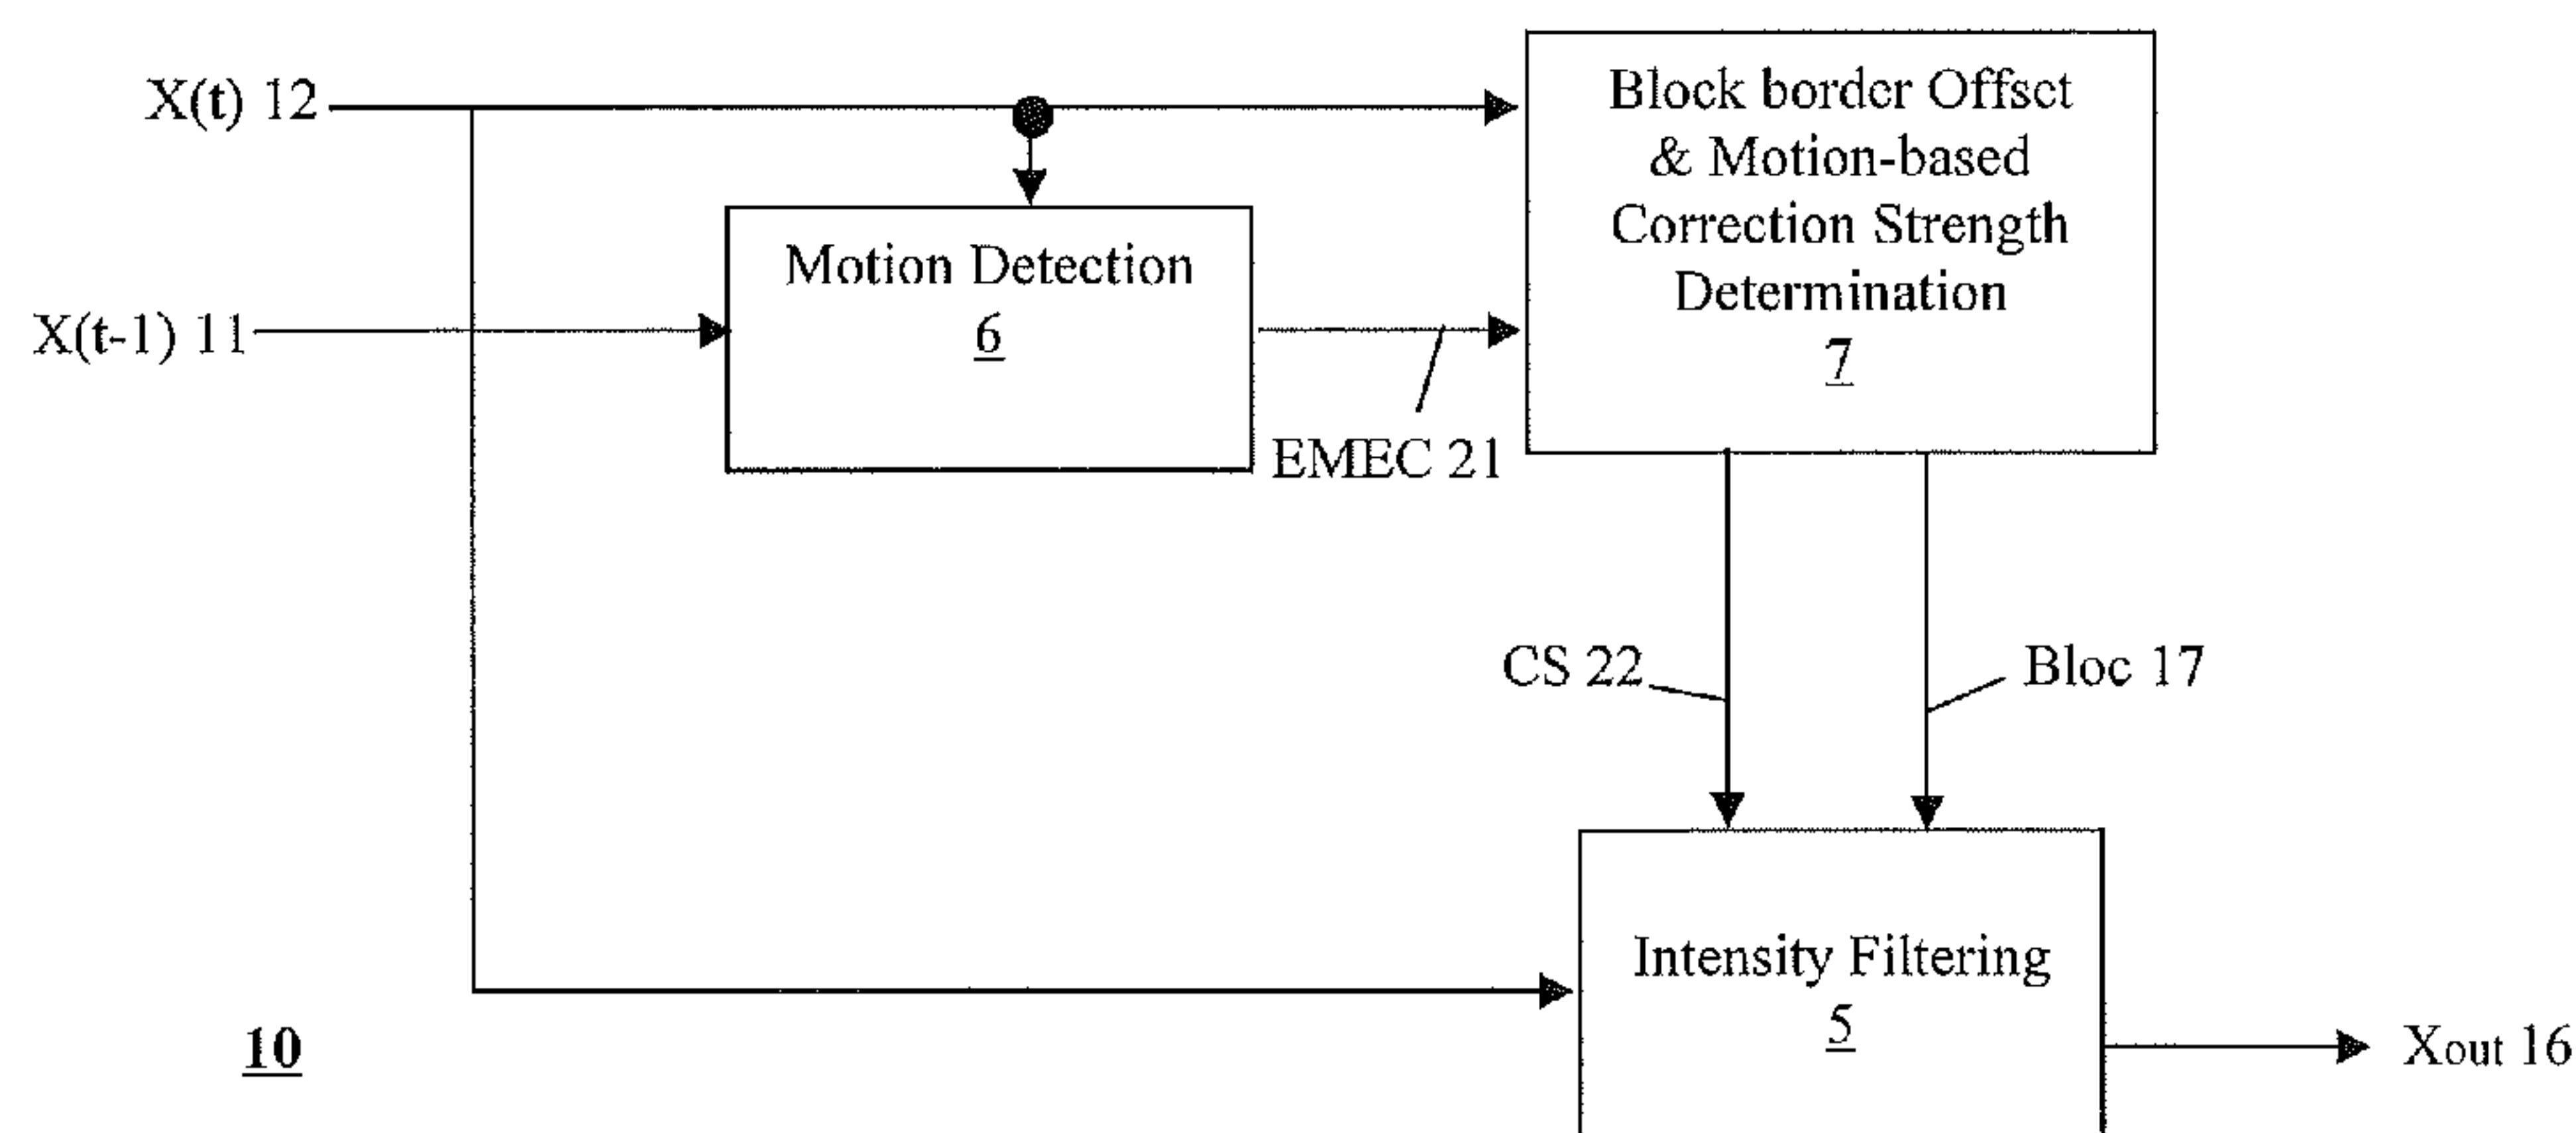 X(t) 12
Block border Offset
& Motion-based
Correction Strength
Determination
7
Motion Detection
6
X(t-1) 11
EMEC 21
CS 22
Bloc 17
Intensity Filtering
5
10
Xout 16